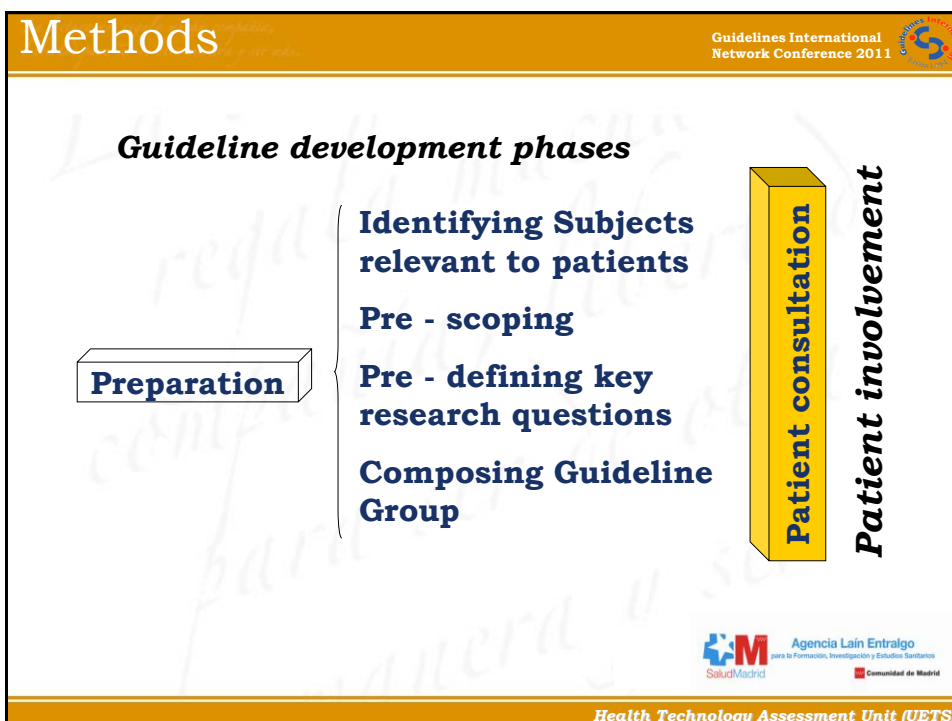 Methods
Guidelines International
Network Conference 2011
Guideline development phases
Preparation
Identifying Subjects
relevant to patients
Pre - scoping
Pre - defining key
research questions
Composing Guideline
Group
Patient consultation
Patient involvement
SaludMadrid
Agencia Laín Entralgo
para la Formación, Investigación y Estudios Sanitarios
Comunidad de Madrid
Health Technology Assessment Unit (UETS)